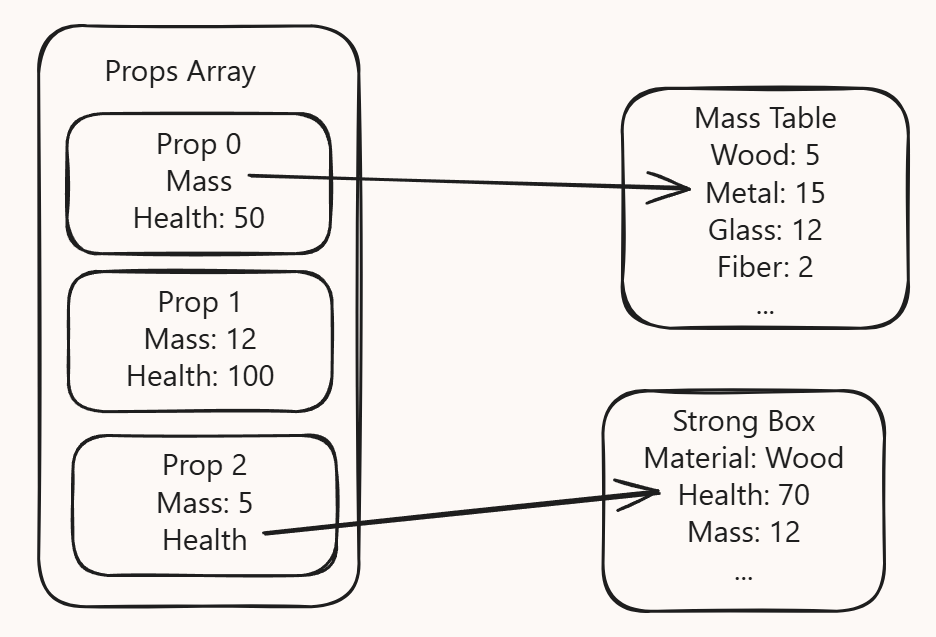 Props Array
Prop 0
Mass
Health: 50
Prop 1
Mass: 12
Health: 100
Prop 2
Mass: 5
Health
Mass Table
Wood: 5
Metal: 15
Glass: 12
Fiber: 2
...
Strong Box
Material: Wood
Health: 70
Mass: 12
...